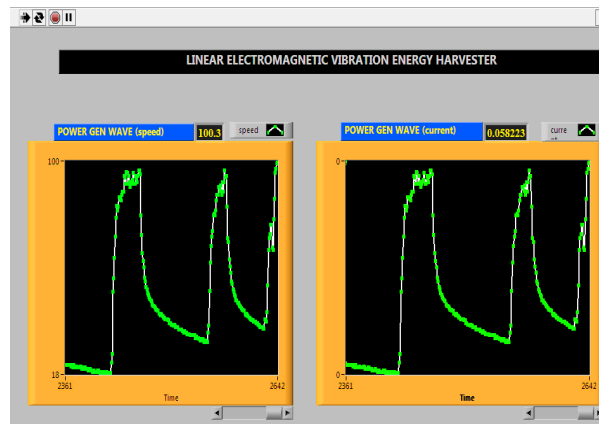 LINEAR ELECTROMAGNETIC VIBRATION ENERGY HARVESTER
POWER GEN WAVE (speed) 100.3 speed
100
18
2361 2642
Time
POWER GEN WAVE (current) 0.058223 curre
0
0
2361 2642
Time